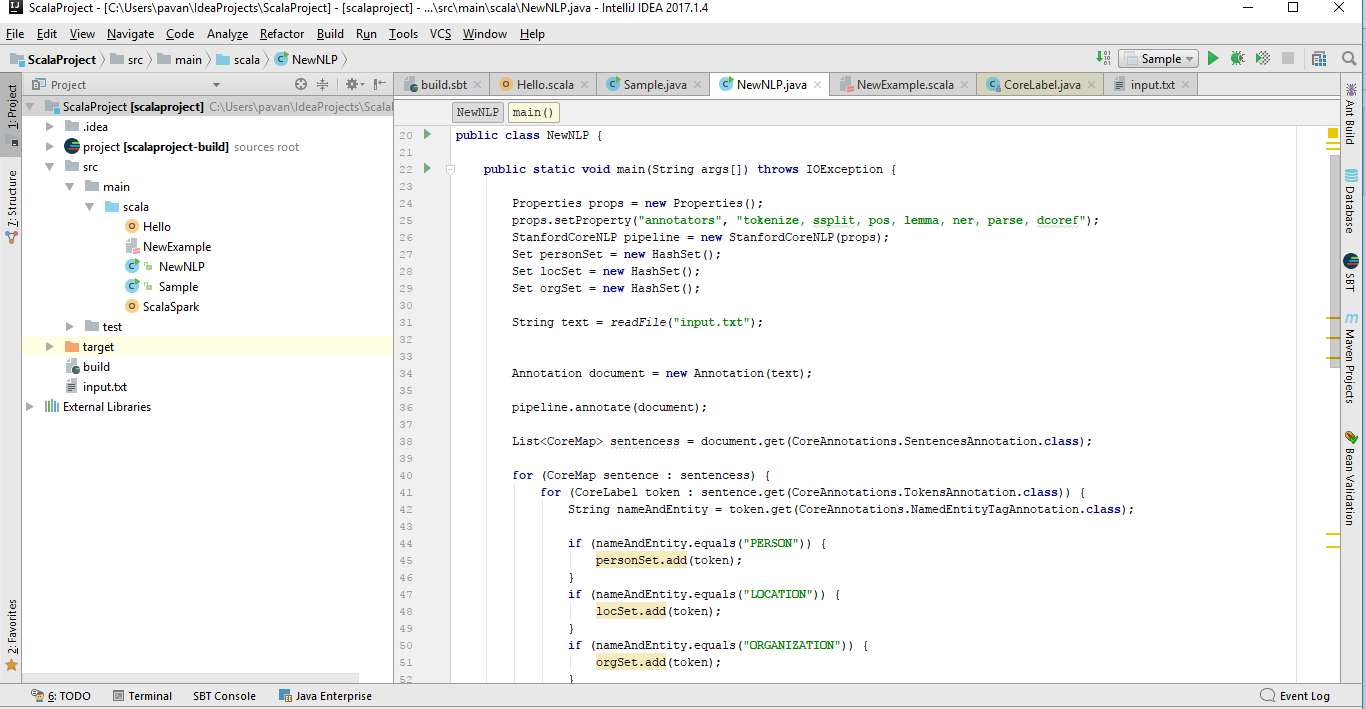 ScalaProject - [C:\Users\pavan\IdeaProjects\ScalaProject] - [scalaproject] - ...\src\main\scala\NewNLP.java - IntelliJ IDEA 2017.1.4
File Edit View Navigate Code Analyze Refactor Build Run Tools VCS Window Help
ScalaProject src main scala NewNLP Sample
Project
build.sbt Hello.scala Sample.java NewNLP.java NewExample.scala CoreLabel.java input.txt
1: Project
7: Structure
2: Favorites
ScalaProject [scalaproject] C:\Users\pavan\IdeaProjects\Scala
.idea
project [scalaproject-build] sources root
src
main
scala
Hello
NewExample
NewNLP
Sample
ScalaSpark
test
target
build
input.txt
External Libraries
NewNLP main()
20 public class NewNLP {
21
22 public static void main(String args[]) throws IOException {
23
24 Properties props = new Properties();
25 props.setProperty("annotators", "tokenize, ssplit, pos, lemma, ner, parse, dcoref");
26 StanfordCoreNLP pipeline = new StanfordCoreNLP(props);
27 Set personSet = new HashSet();
28 Set locSet = new HashSet();
29 Set orgSet = new HashSet();
30
31 String text = readFile("input.txt");
32
33
34 Annotation document = new Annotation(text);
35
36 pipeline.annotate(document);
37
38 List<CoreMap> sentencess = document.get(CoreAnnotations.SentencesAnnotation.class);
39
40 for (CoreMap sentence : sentencess) {
41 for (CoreLabel token : sentence.get(CoreAnnotations.TokensAnnotation.class)) {
42 String nameAndEntity = token.get(CoreAnnotations.NamedEntityTagAnnotation.class);
43
44 if (nameAndEntity.equals("PERSON")) {
45 personSet.add(token);
46 }
47 if (nameAndEntity.equals("LOCATION")) {
48 locSet.add(token);
49 }
50 if (nameAndEntity.equals("ORGANIZATION")) {
51 orgSet.add(token);
52 }
Ant Build
Database
SBT
Maven Projects
Bean Validation
6: TODO Terminal SBT Console Java Enterprise Event Log